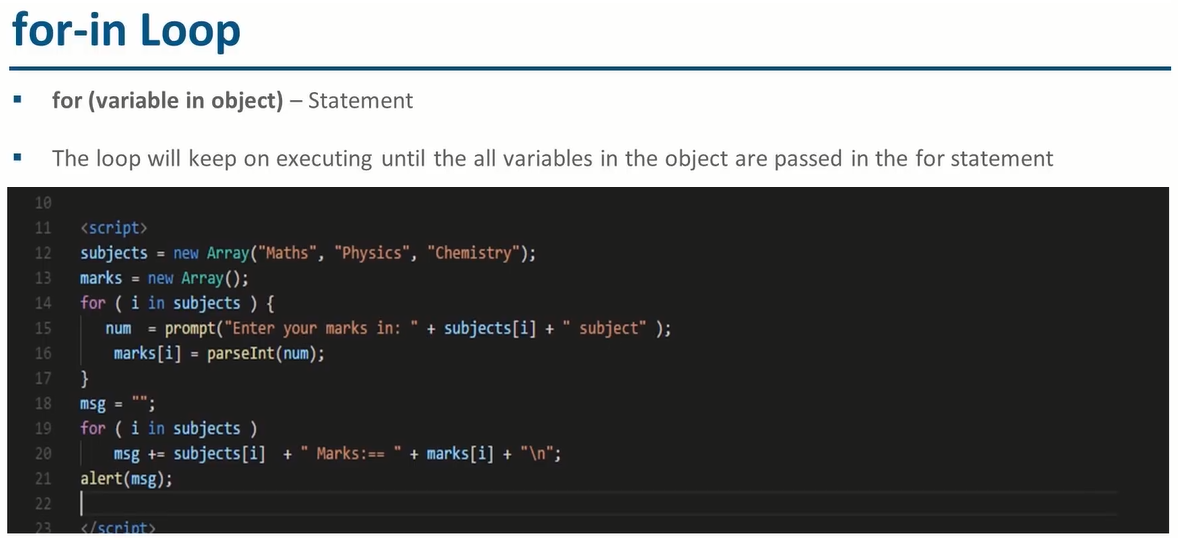 for-in Loop
▪ for (variable in object) – Statement
▪ The loop will keep on executing until the all variables in the object are passed in the for statement
10
11 <script>
12 subjects = new Array("Maths", "Physics", "Chemistry");
13 marks = new Array();
14 for ( i in subjects ) {
15    num  = prompt("Enter your marks in: " + subjects[i] + " subject" );
16     marks[i] = parseInt(num);
17 }
18 msg = "";
19 for ( i in subjects )
20     msg += subjects[i]  + " Marks:== " + marks[i] + "\n";
21 alert(msg);
22
23 </script>